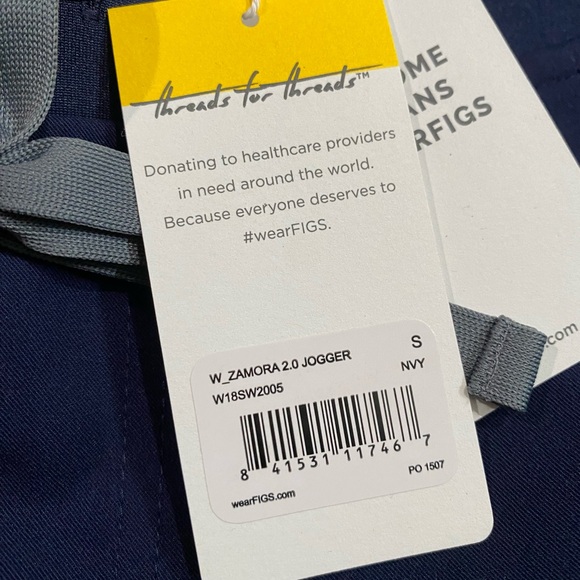 threads for threads™
Donating to healthcare providers
in need around the world.
Because everyone deserves to
#wearFIGS.
W_ZAMORA 2.0 JOGGER
S
W18SW2005
NVY
8 41531 11746 7
wearFIGS.com
PO 1507
OME
ANS
RFIGS
.com